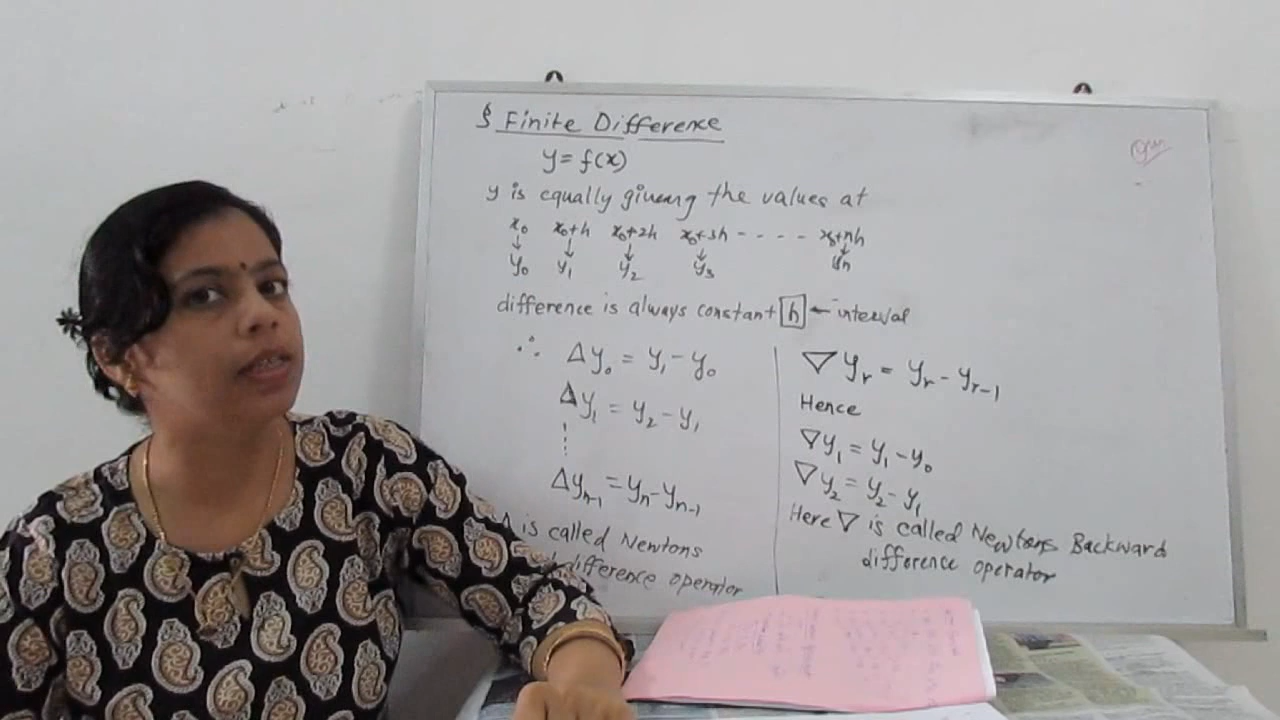 § Finite Difference
y = f(x)
y is equally giveng the values at
x₀ x₀+h x₀+2h x₀+3h - - - - x₀+nh
↓ ↓ ↓ ↓ ↓
y₀ y₁ y₂ y₃ yn
difference is always constant h ← interval
∴ Δy₀ = y₁ - y₀
Δy₁ = y₂ - y₁
Δyn-1 = yn - yn-1
Δ is called Newtons
difference operator
∇yr = yr - yr-1
Hence
∇y₁ = y₁ - y₀
∇y₂ = y₂ - y₁
Here ∇ is called Newtons Backward
difference operator